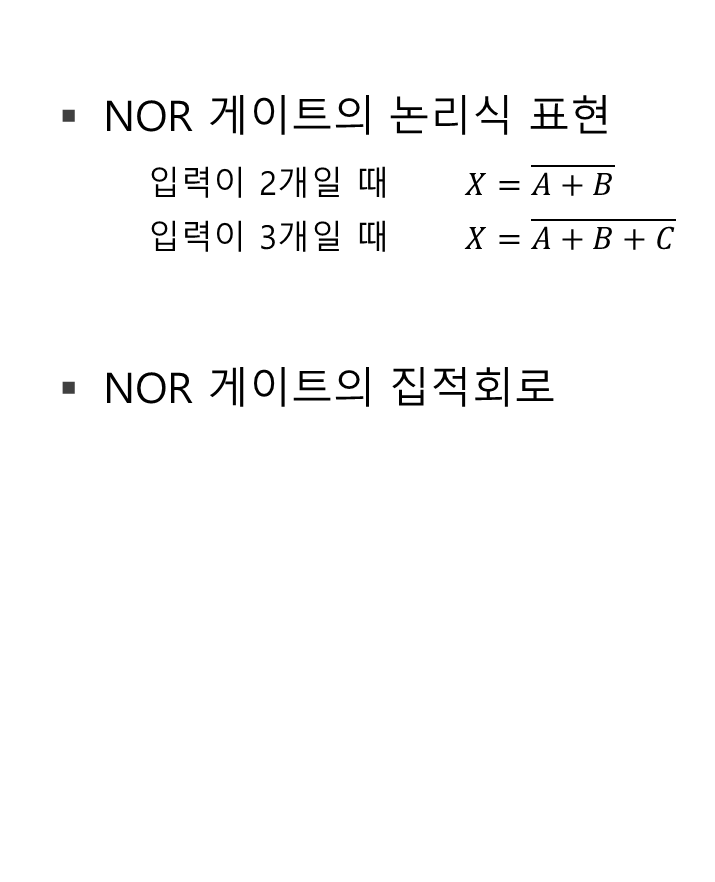 ▪ NOR 게이트의 논리식 표현
입력이 2개일 때 X = \overline{A + B}
입력이 3개일 때 X = \overline{A + B + C}
▪ NOR 게이트의 집적회로